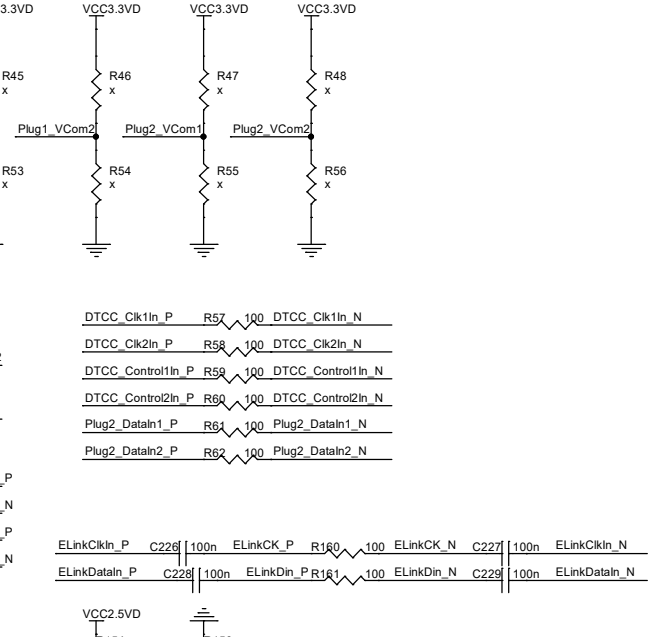 3.3VD VCC3.3VD VCC3.3VD VCC3.3VD
R45 R46 R47 R48
x x x x
Plug1_VCom2 Plug2_VCom1 Plug2_VCom2
R53 R54 R55 R56
x x x x
DTCC_Clk1In_P R57 100 DTCC_Clk1In_N
DTCC_Clk2In_P R58 100 DTCC_Clk2In_N
DTCC_Control1In_P R59 100 DTCC_Control1In_N
DTCC_Control2In_P R60 100 DTCC_Control2In_N
Plug2_DataIn1_P R61 100 Plug2_DataIn1_N
Plug2_DataIn2_P R62 100 Plug2_DataIn2_N
_P
_N
_P
_N
ELinkClkIn_P C226 100n ELinkCK_P R160 100 ELinkCK_N C227 100n ELinkClkIn_N
ELinkDataIn_P C228 100n ELinkDin_P R161 100 ELinkDin_N C229 100n ELinkDataIn_N
VCC2.5VD